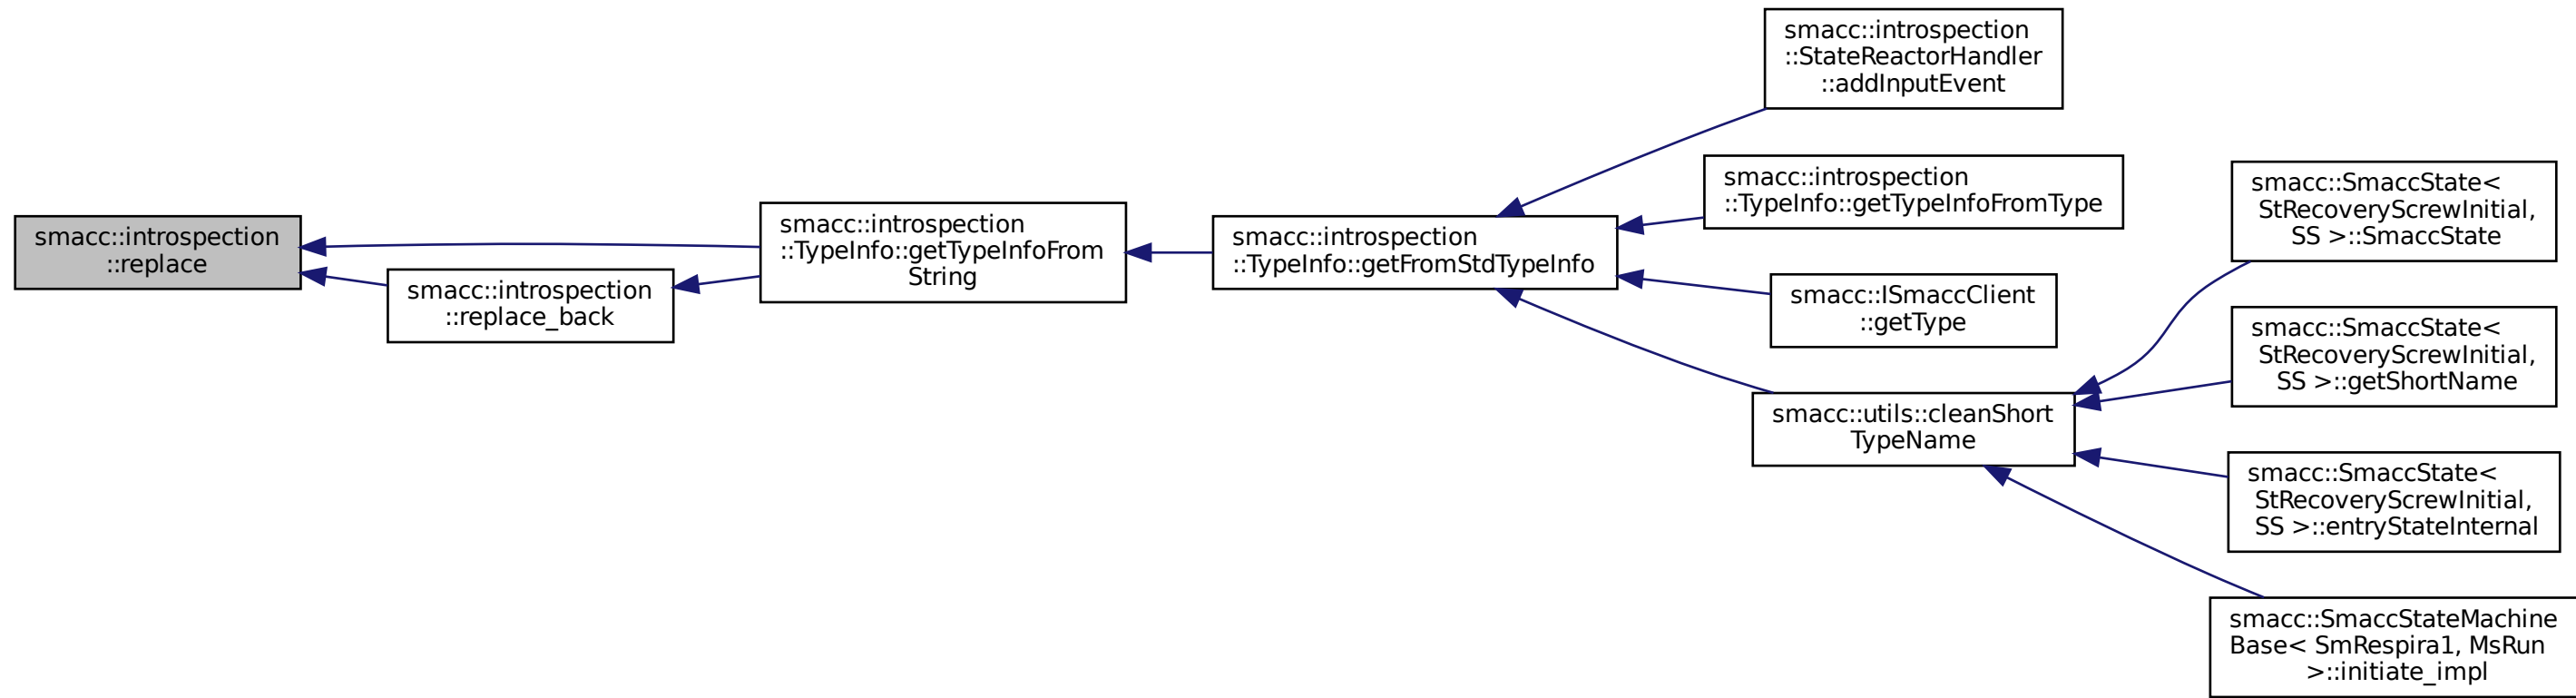 smacc::introspection
::replace
smacc::introspection
::replace_back
smacc::introspection
::TypeInfo::getTypeInfoFrom
String
smacc::introspection
::TypeInfo::getFromStdTypeInfo
smacc::introspection
::StateReactorHandler
::addInputEvent
smacc::introspection
::TypeInfo::getTypeInfoFromType
smacc::ISmaccClient
::getType
smacc::utils::cleanShort
TypeName
smacc::SmaccState<
StRecoveryScrewInitial,
SS >::SmaccState
smacc::SmaccState<
StRecoveryScrewInitial,
SS >::getShortName
smacc::SmaccState<
StRecoveryScrewInitial,
SS >::entryStateInternal
smacc::SmaccStateMachine
Base< SmRespira1, MsRun
>::initiate_impl